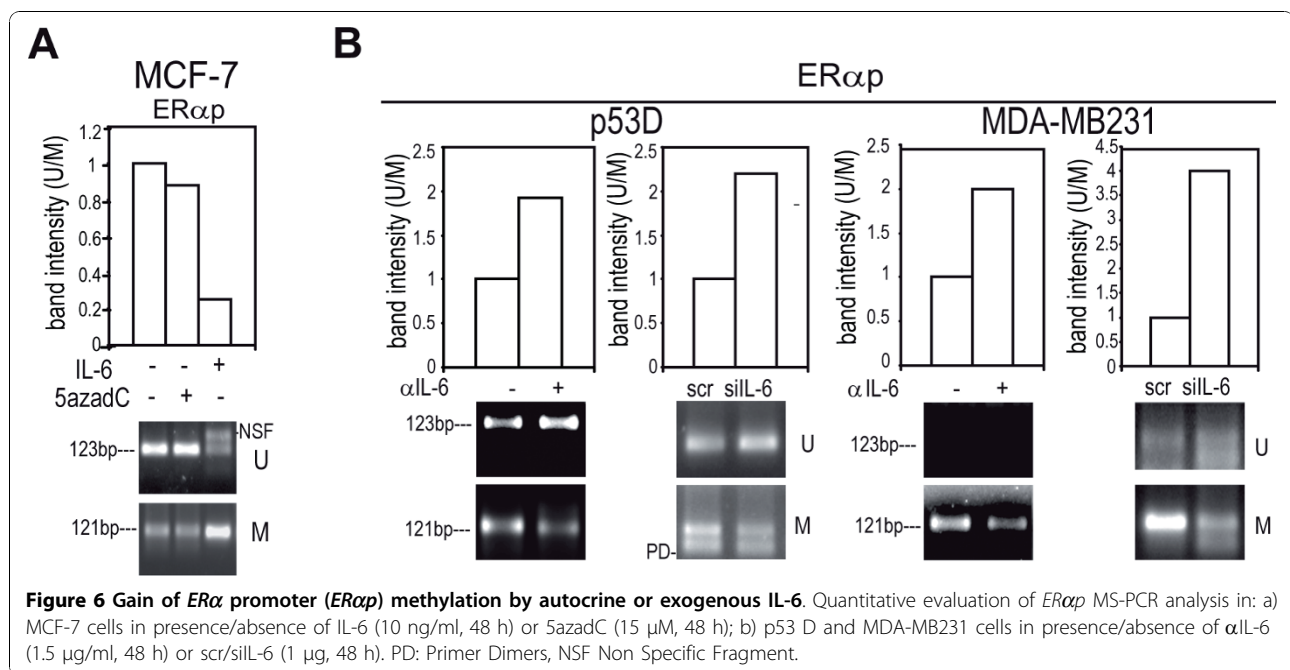 A
MCF-7
ERαp
band intensity (U/M)
1.2
1
0.8
0.6
0.4
0.2
0
IL-6 - - +
5azadC - + -
123bp---
-NSF
U
121bp---
M
B
ERαp
p53D
MDA-MB231
band intensity (U/M)
2.5
2
1.5
1
0.5
0
αIL-6 - +
123bp---
121bp---
band intensity (U/M)
2.5
2
1.5
1
0.5
0
-
scr siIL-6
U
M
PD-
band intensity (U/M)
2.5
2
1.5
1
0.5
0
αIL-6 - +
123bp---
121bp---
band intensity (U/M)
4.5
4
3.5
3
2.5
2
1.5
1
0.5
0
scr siIL-6
U
M
Figure 6 Gain of ERα promoter (ERαp) methylation by autocrine or exogenous IL-6. Quantitative evaluation of ERαp MS-PCR analysis in: a)
MCF-7 cells in presence/absence of IL-6 (10 ng/ml, 48 h) or 5azadC (15 μM, 48 h); b) p53 D and MDA-MB231 cells in presence/absence of αIL-6
(1.5 μg/ml, 48 h) or scr/siIL-6 (1 μg, 48 h). PD: Primer Dimers, NSF Non Specific Fragment.